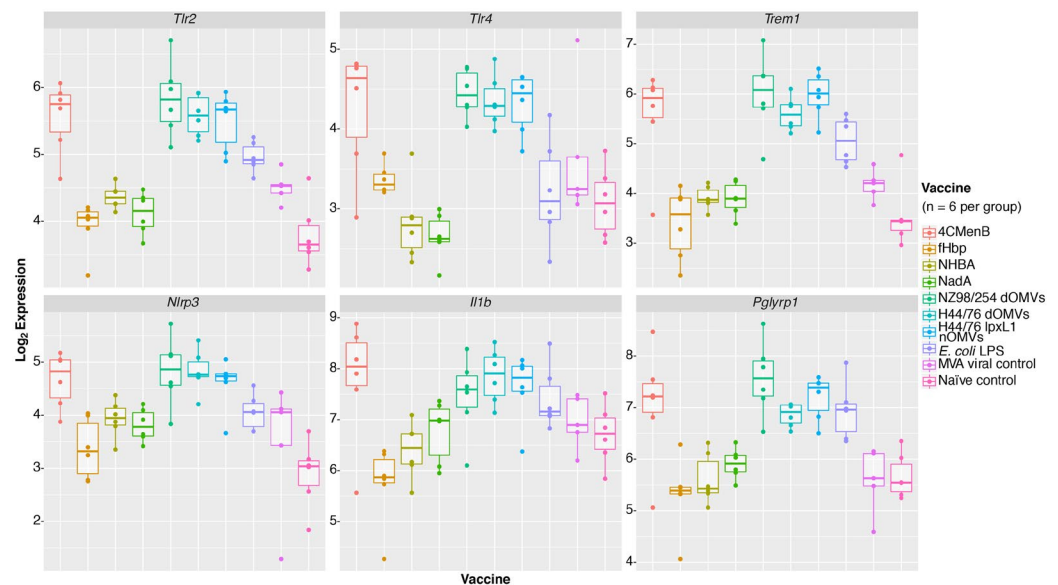 Tlr2
Tlr4
Trem1
6
5
4
5
4
3
7
6
5
4
3
Log2 Expression
Nlrp3
Il1b
Pglyrp1
5
4
3
2
9
8
7
6
5
8
7
6
5
4
Vaccine
Vaccine
(n = 6 per group)
4CMenB
fHbp
NHBA
NadA
NZ98/254 dOMVs
H44/76 dOMVs
H44/76 lpxL1
nOMVs
E. coli LPS
MVA viral control
Naïve control